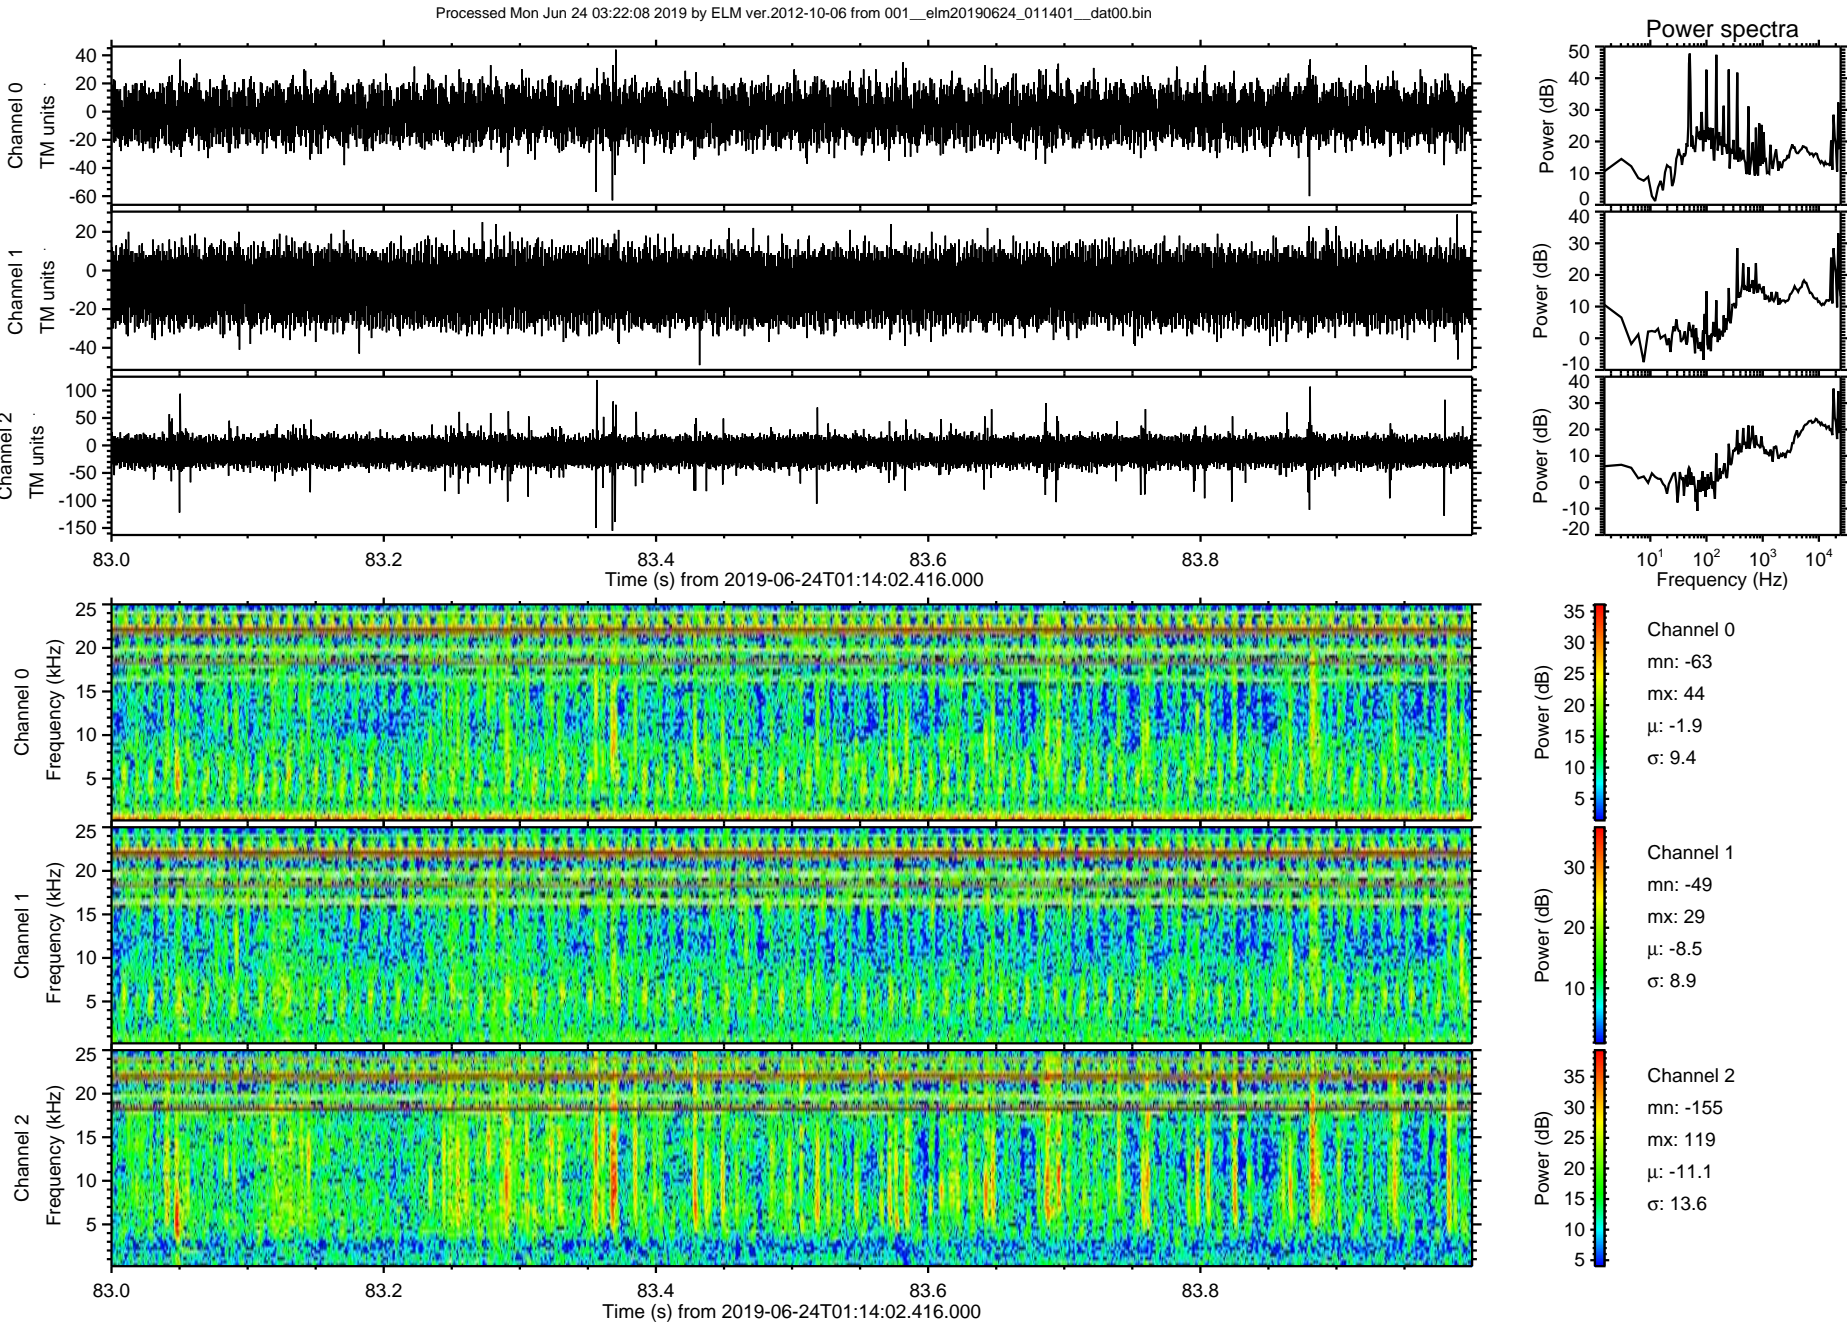 Processed Mon Jun 24 03:22:08 2019 by ELM ver.2012-10-06 from 001__elm20190624_011401__dat00.bin
Power spectra
Channel 0
TM units
40
20
0
-20
-40
-60
Power (dB)
50
40
30
20
10
0
Channel 1
TM units
20
0
-20
-40
Power (dB)
40
30
20
10
0
-10
Channel 2
TM units
100
50
0
-50
-100
-150
Power (dB)
40
30
20
10
0
-10
-20
83.0 83.2 83.4 83.6 83.8
Time (s) from 2019-06-24T01:14:02.416.000
10^1 10^2 10^3 10^4
Frequency (Hz)
Channel 0
Frequency (kHz)
25
20
15
10
5
Power (dB)
35
30
25
20
15
10
5
Channel 0
mn: -63
mx: 44
μ: -1.9
σ: 9.4
Channel 1
Frequency (kHz)
25
20
15
10
5
Power (dB)
30
20
10
Channel 1
mn: -49
mx: 29
μ: -8.5
σ: 8.9
Channel 2
Frequency (kHz)
25
20
15
10
5
Power (dB)
35
30
25
20
15
10
5
Channel 2
mn: -155
mx: 119
μ: -11.1
σ: 13.6
83.0 83.2 83.4 83.6 83.8
Time (s) from 2019-06-24T01:14:02.416.000